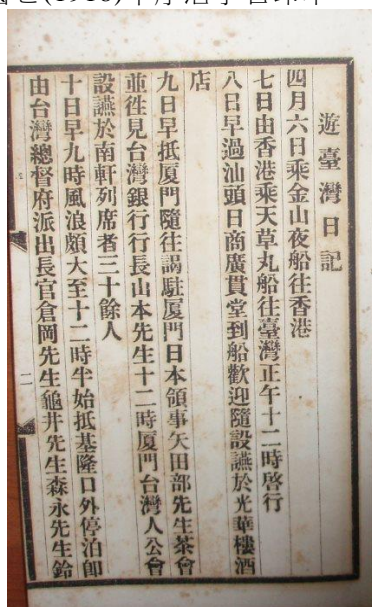 遊臺灣日記
四月六日乘金山夜船往香港
七日由香港乘天草丸船往臺灣正午十二時啓行
八日早過汕頭日商廣貫堂到船歡迎隨設讌於光華樓酒
店
九日早抵厦門隨往謁駐厦門日本領事矢田部先生茶會
並往見台灣銀行行長山本先生十二時厦門台灣人公會
設讌於南軒列席者三十餘人
十日早九時風浪頗大至十二時半始抵基隆口外停泊即
由台灣總督府派出長官倉岡先生龜井先生森永先生鈴
二